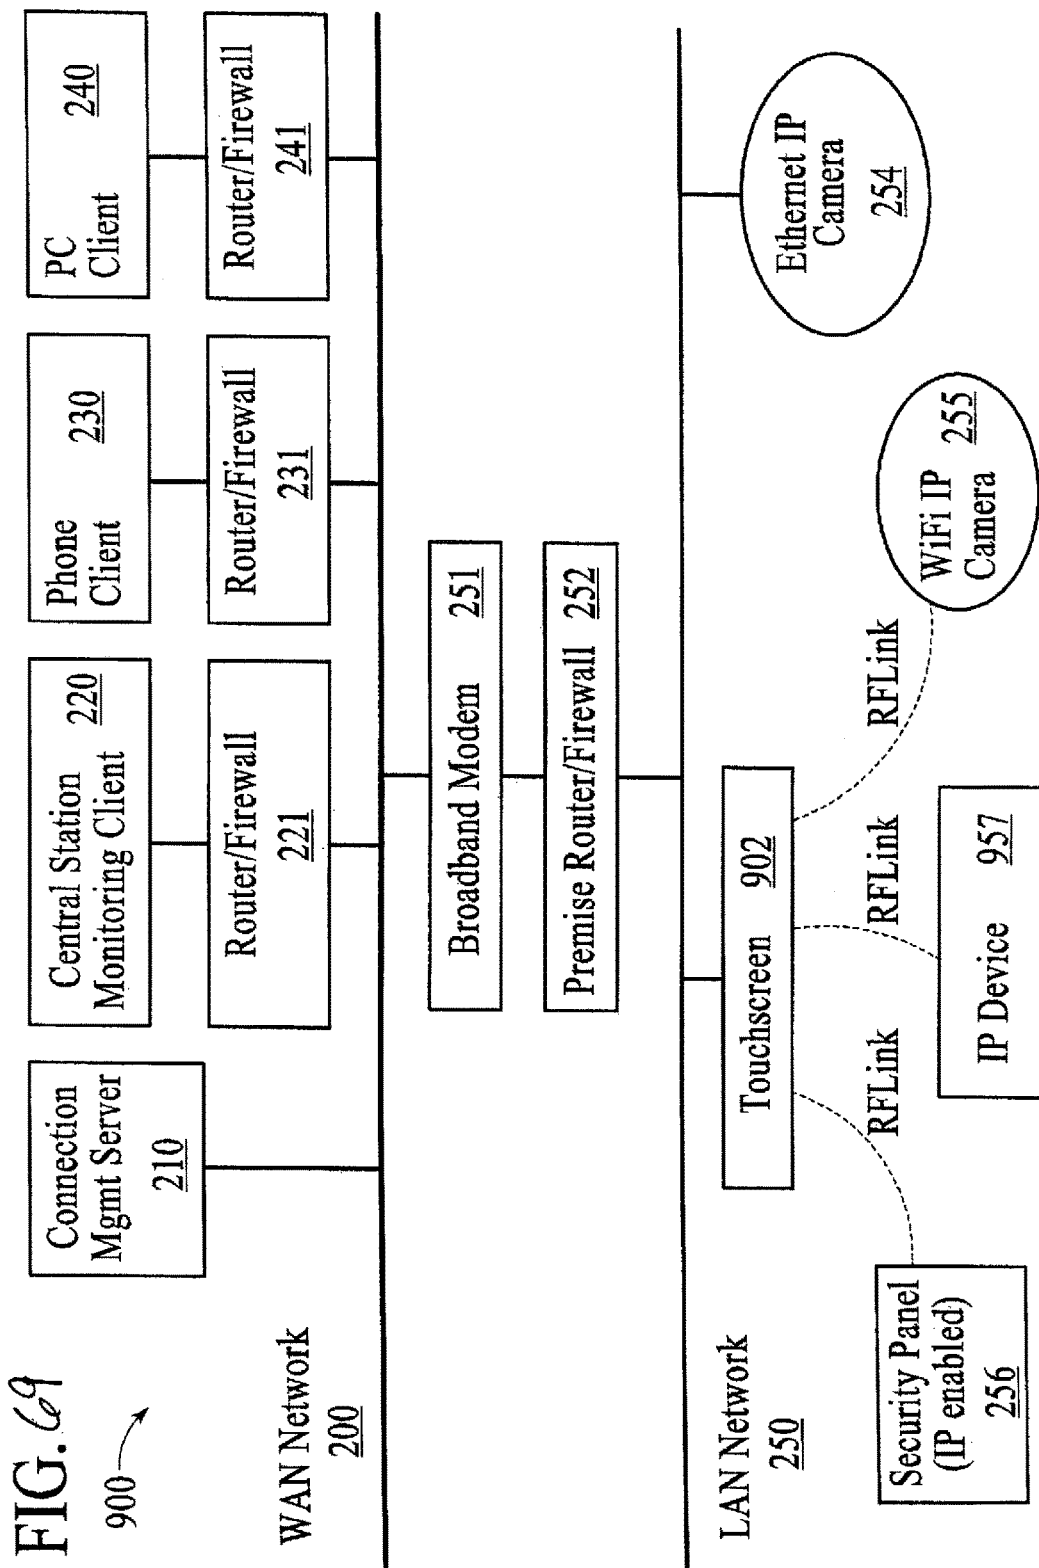 FIG. 69
900
Connection
Mgmt Server
210
Central Station
Monitoring Client 220
Phone
Client 230
PC
Client 240
Router/Firewall
221
Router/Firewall
231
Router/Firewall
241
WAN Network
200
Broadband Modem 251
Premise Router/Firewall 252
LAN Network
250
Touchscreen 902
Ethernet IP
Camera
254
RFLink
RFLink
RFLink
Security Panel
(IP enabled)
256
IP Device 957
WiFi IP
Camera 255